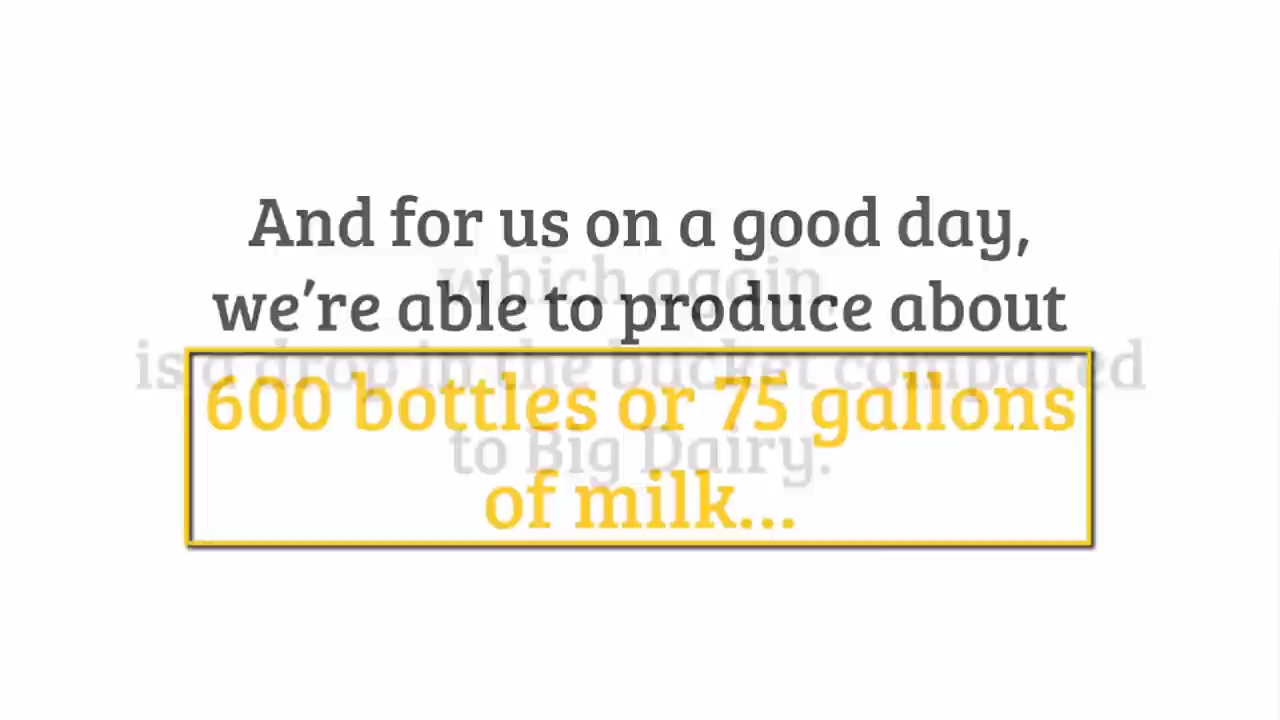 And for us on a good day,
we’re able to produce about
600 bottles or 75 gallons
of milk...
which again,
is a drop in the bucket compared
to Big Dairy.